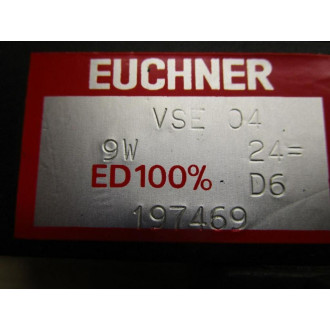 EUCHNER
VSE 04
9W 24=
ED100% D6
197469